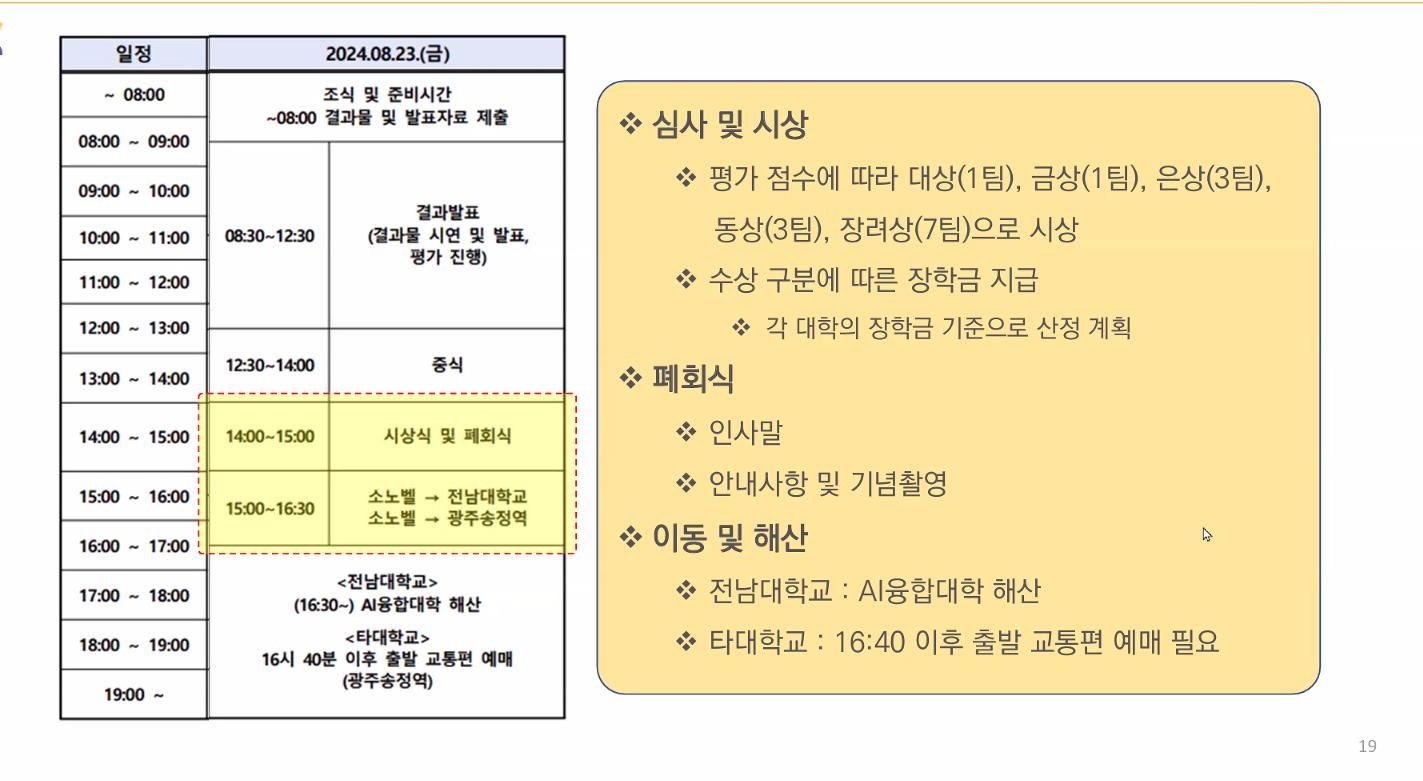 일정
2024.08.23.(금)
~ 08:00
조식 및 준비시간
~08:00 결과물 및 발표자료 제출
08:00 ~ 09:00
09:00 ~ 10:00
10:00 ~ 11:00
11:00 ~ 12:00
12:00 ~ 13:00
13:00 ~ 14:00
14:00 ~ 15:00
15:00 ~ 16:00
16:00 ~ 17:00
17:00 ~ 18:00
18:00 ~ 19:00
19:00 ~
08:30~12:30
결과발표
(결과물 시연 및 발표,
평가 진행)
12:30~14:00
중식
14:00~15:00
시상식 및 폐회식
15:00~16:30
소노벨 → 전남대학교
소노벨 → 광주송정역
<전남대학교>
(16:30~) AI융합대학 해산
<타대학교>
16시 40분 이후 출발 교통편 예매
(광주송정역)
❖ 심사 및 시상
❖ 평가 점수에 따라 대상(1팀), 금상(1팀), 은상(3팀),
동상(3팀), 장려상(7팀)으로 시상
❖ 수상 구분에 따른 장학금 지급
❖ 각 대학의 장학금 기준으로 산정 계획
❖ 폐회식
❖ 인사말
❖ 안내사항 및 기념촬영
❖ 이동 및 해산
❖ 전남대학교 : AI융합대학 해산
❖ 타대학교 : 16:40 이후 출발 교통편 예매 필요
19